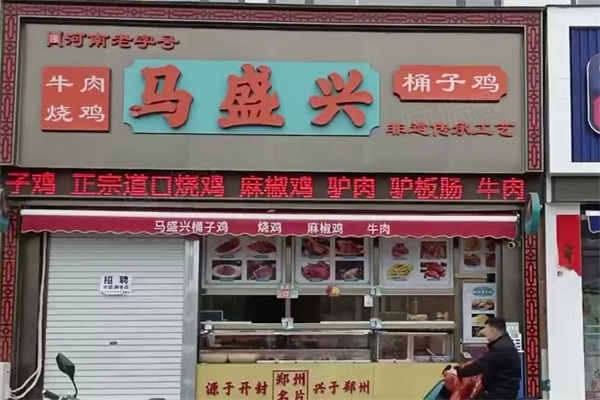 河南老字号
牛肉
烧鸡
马盛兴
桶子鸡
非遗传承工艺
子鸡 正宗道口烧鸡 麻椒鸡 驴肉 驴板肠 牛肉
马盛兴桶子鸡 烧鸡 麻椒鸡 牛肉
招聘
源于开封 郑州名片 兴于郑州